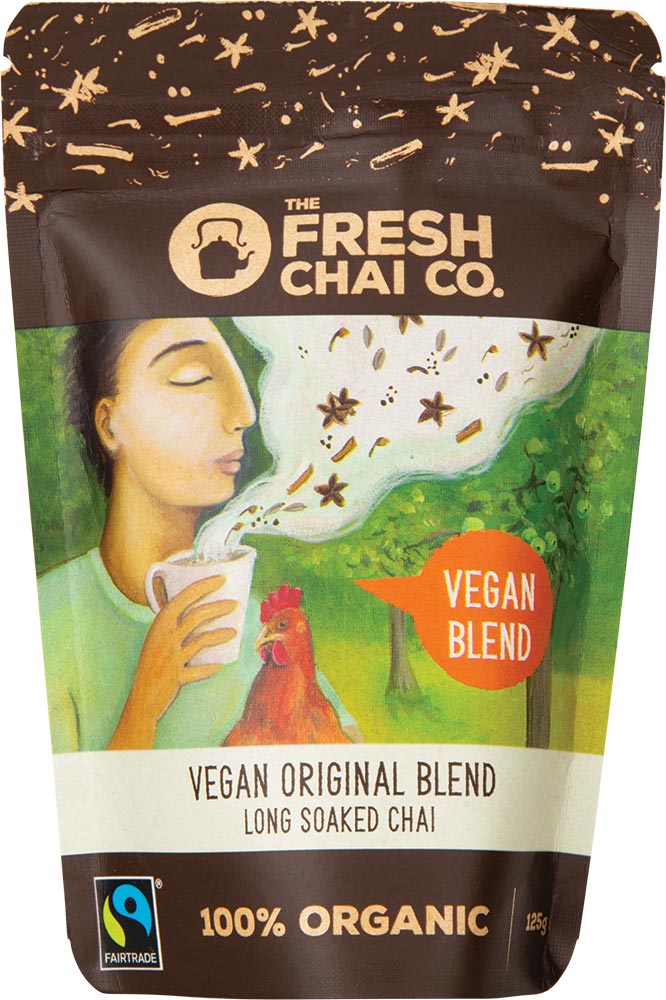 THE
FRESH
CHAI CO.
VEGAN
BLEND
VEGAN ORIGINAL BLEND
LONG SOAKED CHAI
®
FAIRTRADE
100% ORGANIC
125g